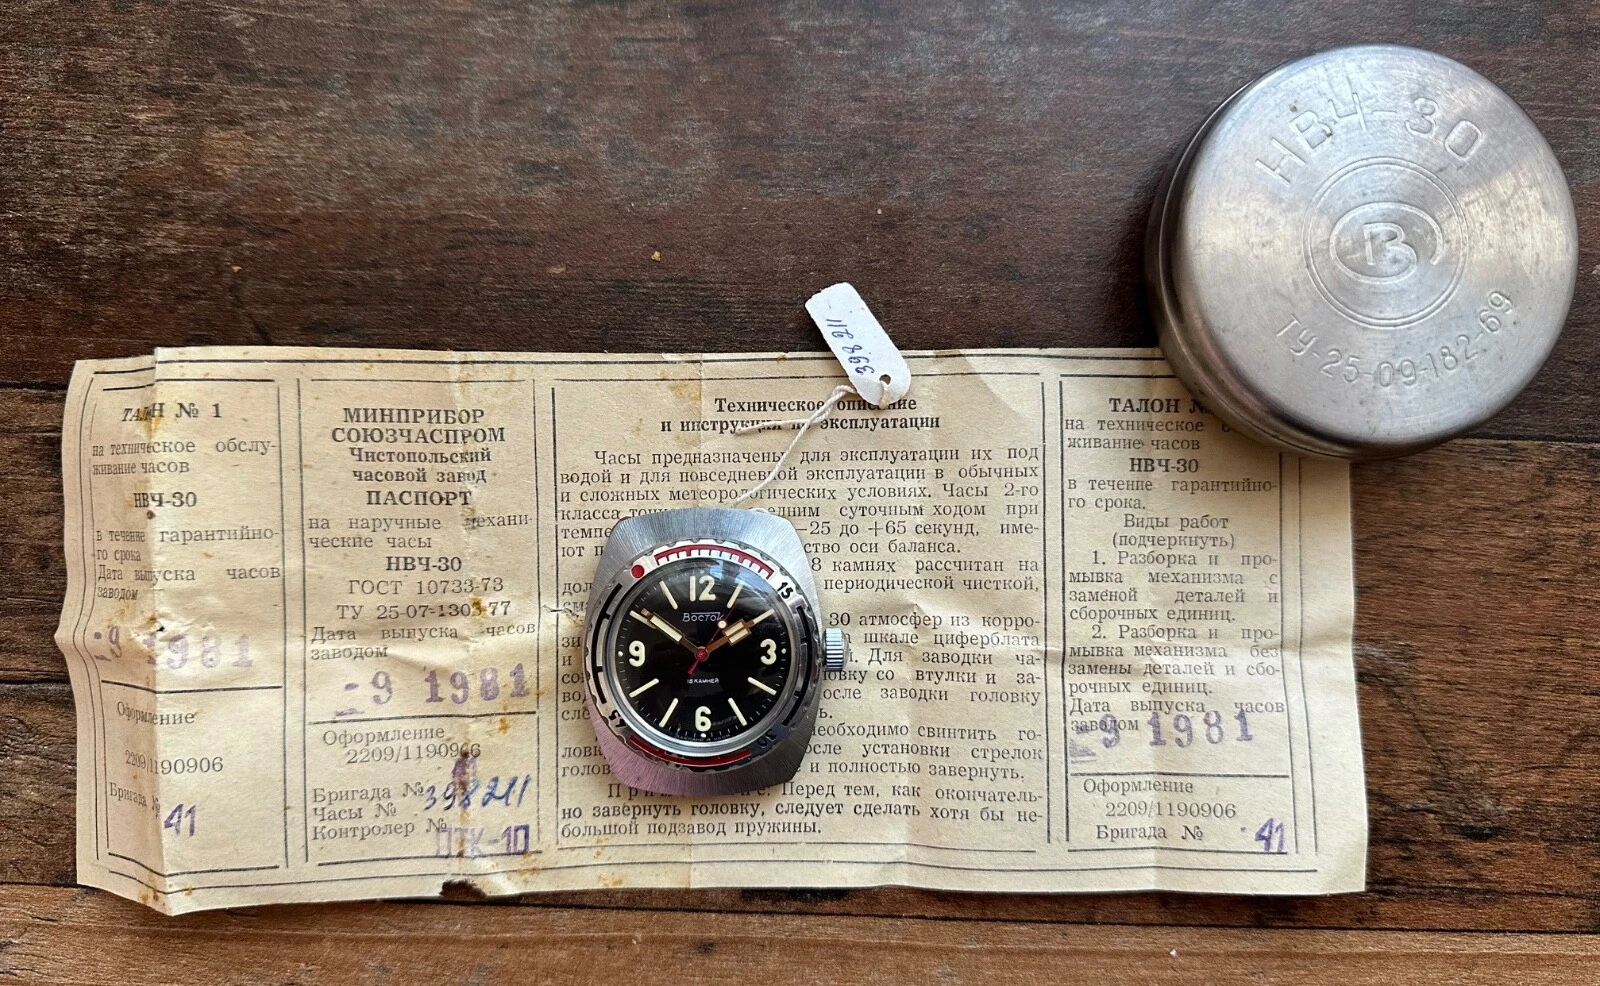 НВЧ-30
В
ТУ-25-09-182-69
398211
ТАЛОН № 1
на техническое обслу-
живание часов
НВЧ-30
в течение гарантийно-
го срока
Дата выпуска часов
заводом
-9 1981
Оформление
2209/1190906
Бригада №
41
МИНПРИБОР
СОЮЗЧАСПРОМ
Чистопольский
часовой завод
ПАСПОРТ
на наручные механи-
ческие часы
НВЧ-30
ГОСТ 10733-73
ТУ 25-07-1303-77
Дата выпуска часов
заводом
-9 1981
Оформление
2209/1190906
Бригада №
Часы № 398211
Контролер № ОТК-10
Техническое описание
и инструкция по эксплуатации
Часы предназначены для эксплуатации их под
водой и для повседневной эксплуатации в обычных
и сложных метеорологических условиях. Часы 2-го
класса суточным ходом при
—25 до +65 секунд, име-
ют ство оси баланса.
8 камнях рассчитан на
периодической чисткой,
30 атмосфер из корро-
шкале циферблата
Для заводки ча-
со втулки и за-
после заводки головку
необходимо свинтить го-
после установки стрелок
и полностью завернуть.
Перед тем, как окончатель-
но завернуть головку, следует сделать хотя бы не-
большой подзавод пружины.
15
30
45
12
3
6
9
Восток
18 КАМНЕЙ
ТАЛОН
на техническое
живание часов
НВЧ-30
в течение гарантийно-
го срока.
Виды работ
(подчеркнуть)
1. Разборка и про-
мывка механизма с
заменой деталей и
сборочных единиц.
2. Разборка и про-
мывка механизма без
замены деталей и сбо-
рочных единиц.
Дата выпуска часов
заводом
-9 1981
Оформление
2209/1190906
Бригада № 41